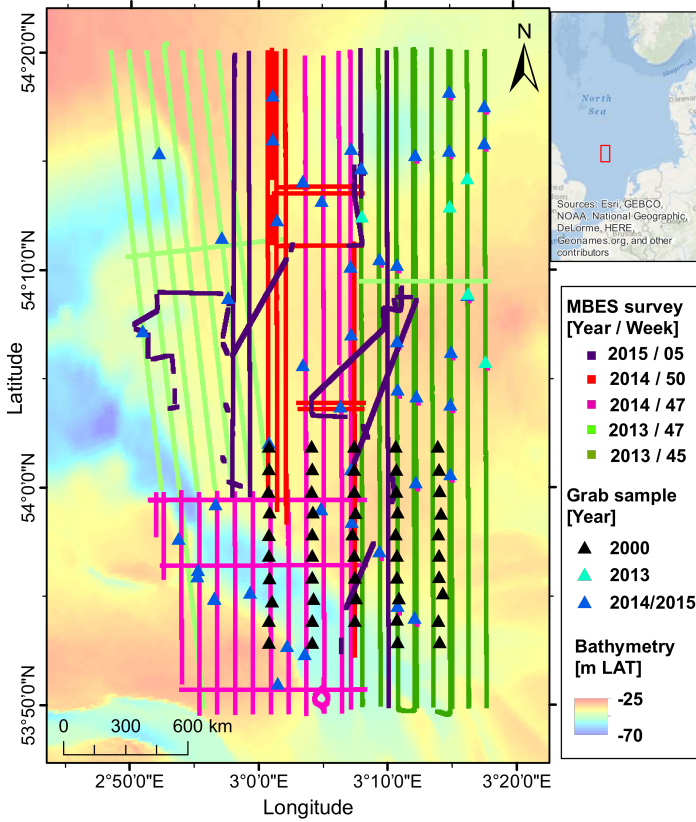 54°20'0"N
54°10'0"N
54°0'0"N
53°50'0"N
Latitude
N
0 300 600 km
2°50'0"E 3°0'0"E 3°10'0"E 3°20'0"E
Longitude
North
Sea
Skagerrak
Sources: Esri, GEBCO,
NOAA, National Geographic,
DeLorme, HERE,
Geonames.org, and other
contributors
MBES survey
[Year / Week]
2015 / 05
2014 / 50
2014 / 47
2013 / 47
2013 / 45
Grab sample
[Year]
2000
2013
2014/2015
Bathymetry
[m LAT]
-25
-70